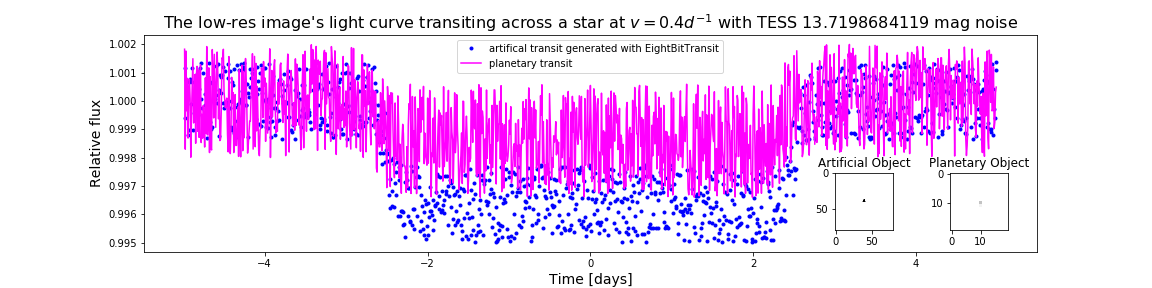 The low-res image's light curve transiting across a star at v = 0.4d⁻¹ with TESS 13.7198684119 mag noise
artifical transit generated with EightBitTransit
planetary transit
Relative flux
1.002
1.001
1.000
0.999
0.998
0.997
0.996
0.995
Artificial Object
0
50
0 50
Planetary Object
0
10
0 10
−4 −2 0 2 4
Time [days]